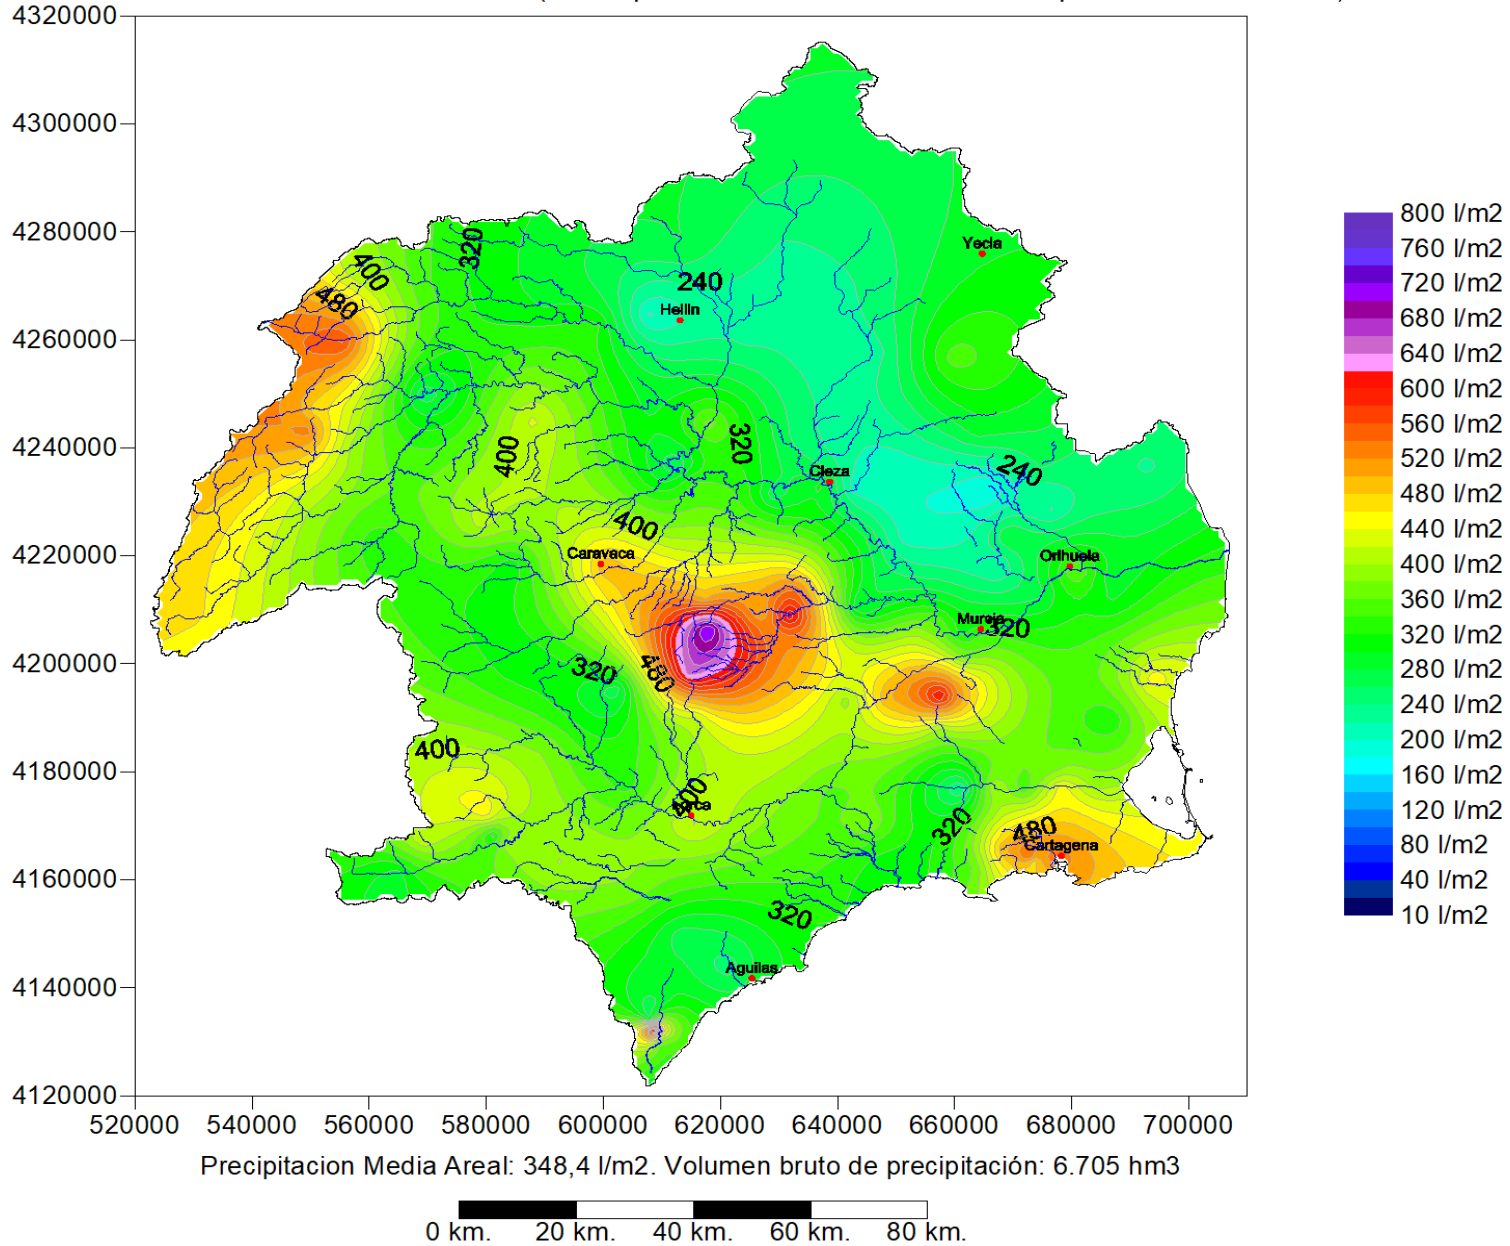 4320000
4300000
4280000
4260000
4240000
4220000
4200000
4180000
4160000
4140000
4120000
520000 540000 560000 580000 600000 620000 640000 660000 680000 700000
320
400
480
240
Hellin
Yecla
400
320
Cieza
240
400
Caravaca
Orihuela
Murcia
320
480
320
400
400
Lorca
320
480
Cartagena
320
Aguilas
800 l/m2
760 l/m2
720 l/m2
680 l/m2
640 l/m2
600 l/m2
560 l/m2
520 l/m2
480 l/m2
440 l/m2
400 l/m2
360 l/m2
320 l/m2
280 l/m2
240 l/m2
200 l/m2
160 l/m2
120 l/m2
80 l/m2
40 l/m2
10 l/m2
Precipitacion Media Areal: 348,4 l/m2. Volumen bruto de precipitación: 6.705 hm3
0 km. 20 km. 40 km. 60 km. 80 km.